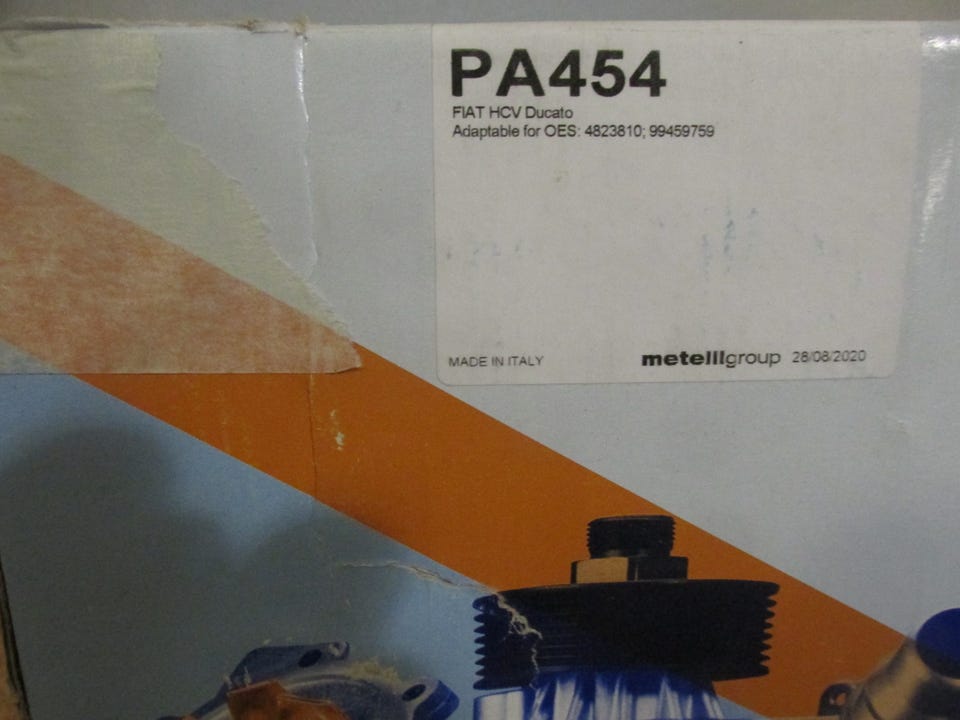 PA454
FIAT HCV Ducato
Adaptable for OES: 4823810; 99459759
MADE IN ITALY
metelligroup 28/08/2020